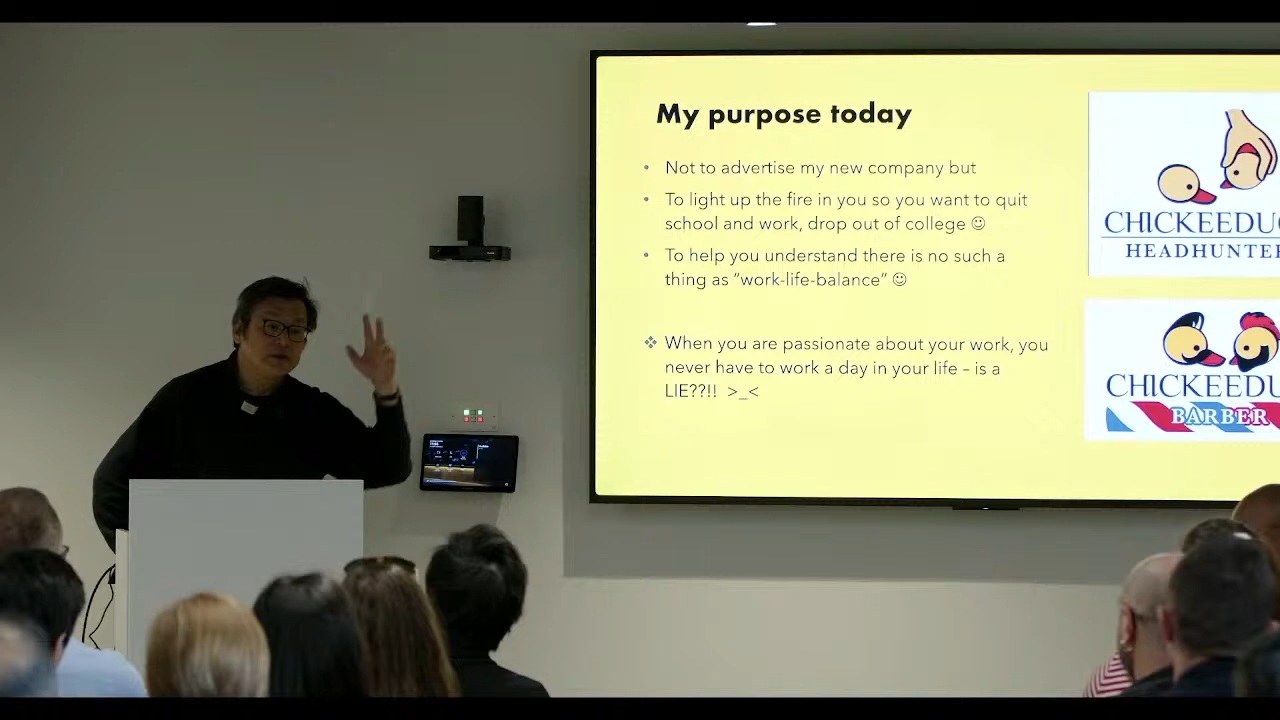 My purpose today
• Not to advertise my new company but
• To light up the fire in you so you want to quit
school and work, drop out of college ☺
• To help you understand there is no such a
thing as “work-life-balance” ☺
❖ When you are passionate about your work, you
never have to work a day in your life – is a
LIE??!! >_<
CHICKEEDUC
HEADHUNTER
CHICKEEDU
BARBER